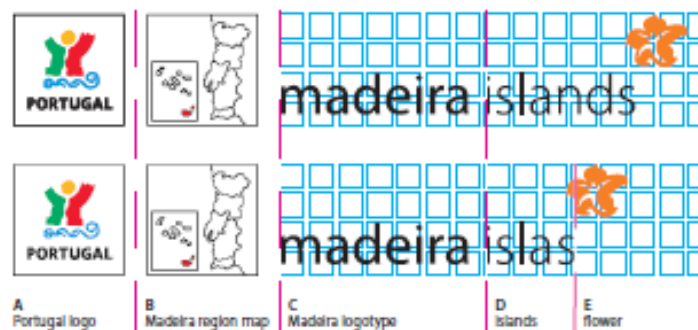 PORTUGAL
madeira islands
PORTUGAL
madeira islas
A B C D E
Portugal logo Madeira region map Madeira logotype Islands flower